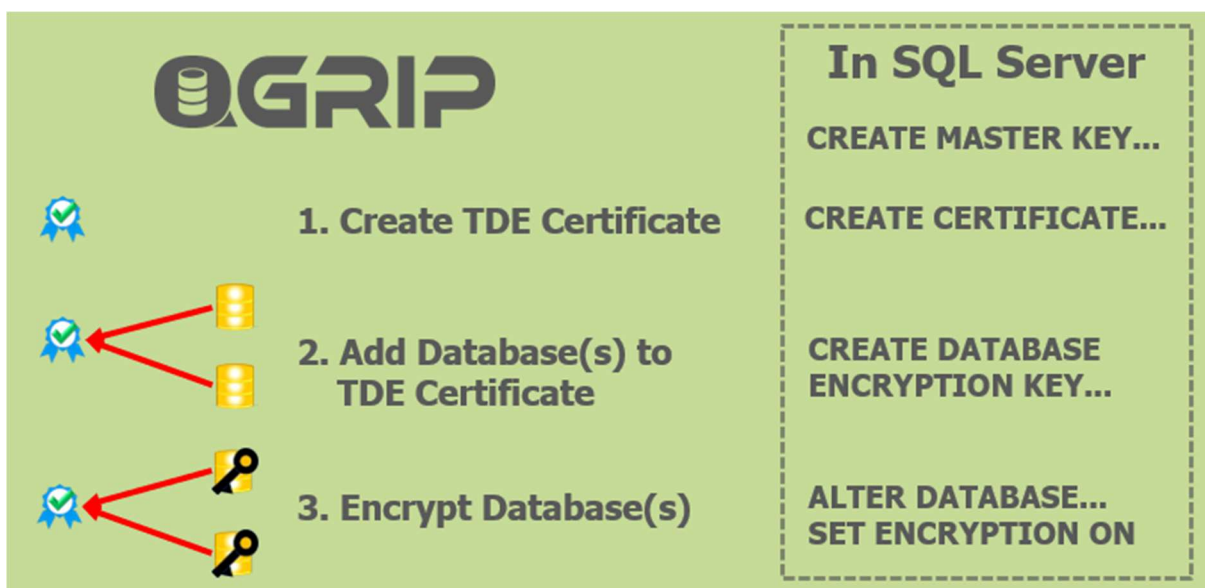 QGRIP
In SQL Server
CREATE MASTER KEY...
1. Create TDE Certificate
CREATE CERTIFICATE...
2. Add Database(s) to
TDE Certificate
CREATE DATABASE
ENCRYPTION KEY...
3. Encrypt Database(s)
ALTER DATABASE...
SET ENCRYPTION ON